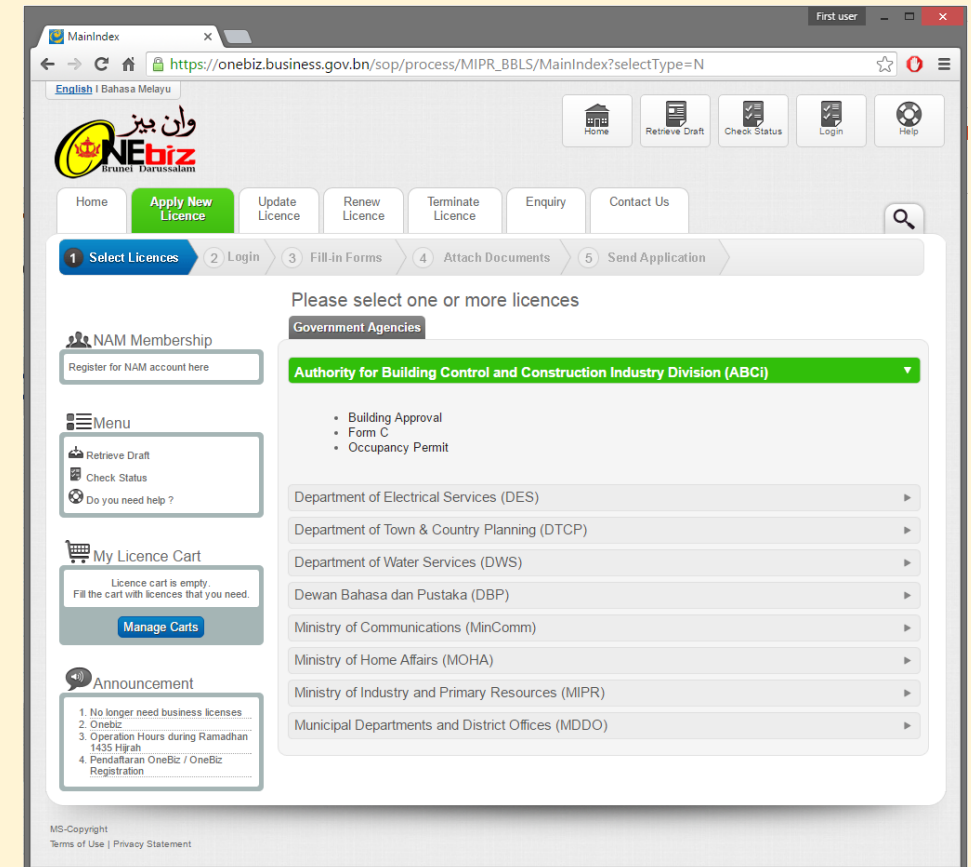 First user
MainIndex
https://onebiz.business.gov.bn/sop/process/MIPR_BBLS/MainIndex?selectType=N
English | Bahasa Melayu
وان بيز
ONEbiz
Brunei Darussalam
Home
Retrieve Draft
Check Status
Login
Help
Home
Apply New Licence
Update Licence
Renew Licence
Terminate Licence
Enquiry
Contact Us
1 Select Licences
2 Login
3 Fill-in Forms
4 Attach Documents
5 Send Application
Please select one or more licences
Government Agencies
NAM Membership
Register for NAM account here
Menu
Retrieve Draft
Check Status
Do you need help ?
My Licence Cart
Licence cart is empty.
Fill the cart with licences that you need.
Manage Carts
Announcement
1. No longer need business licenses
2. Onebiz
3. Operation Hours during Ramadhan
1435 Hijrah
4. Pendaftaran OneBiz / OneBiz
Registration
Authority for Building Control and Construction Industry Division (ABCi)
Building Approval
Form C
Occupancy Permit
Department of Electrical Services (DES)
Department of Town & Country Planning (DTCP)
Department of Water Services (DWS)
Dewan Bahasa dan Pustaka (DBP)
Ministry of Communications (MinComm)
Ministry of Home Affairs (MOHA)
Ministry of Industry and Primary Resources (MIPR)
Municipal Departments and District Offices (MDDO)
MS-Copyright
Terms of Use | Privacy Statement